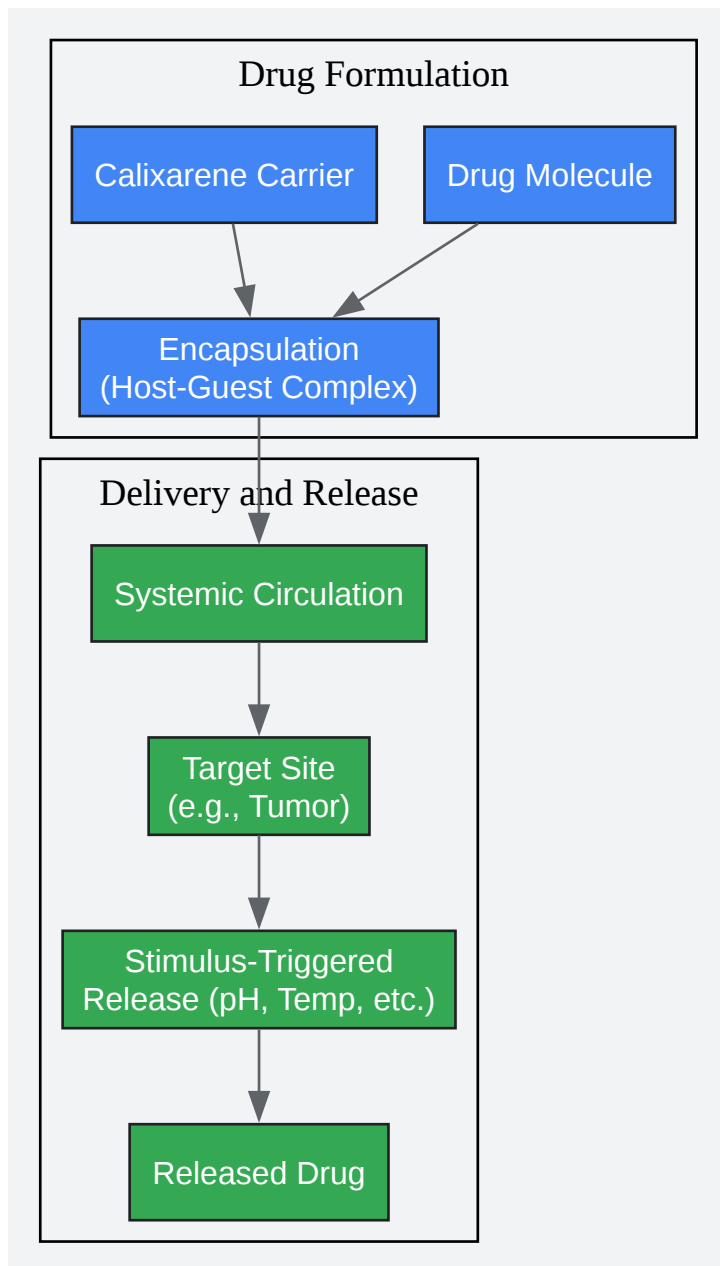 Drug Formulation
Calixarene Carrier
Drug Molecule
Encapsulation
(Host-Guest Complex)
Delivery and Release
Systemic Circulation
Target Site
(e.g., Tumor)
Stimulus-Triggered
Release (pH, Temp, etc.)
Released Drug